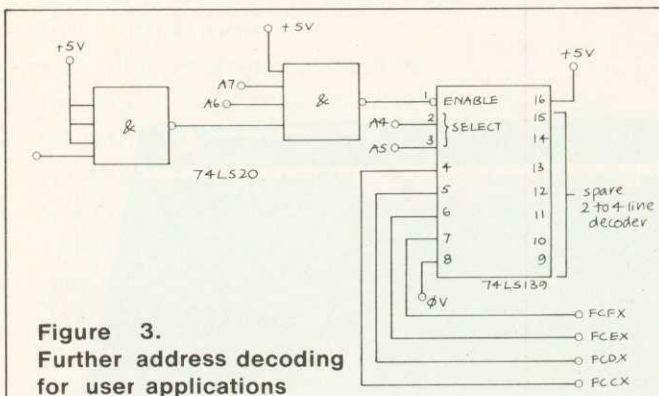 +5V
+5V
+5V
A7
A6
&
&
1
ENABLE
16
A4
2
SELECT
15
A5
3
14
74LS20
4
13
5
12
6
11
7
10
8
9
spare
2 to 4 line
decoder
ØV
74LS139
FCFX
FCEX
FCDX
FCCX
Figure 3.
Further address decoding
for user applications